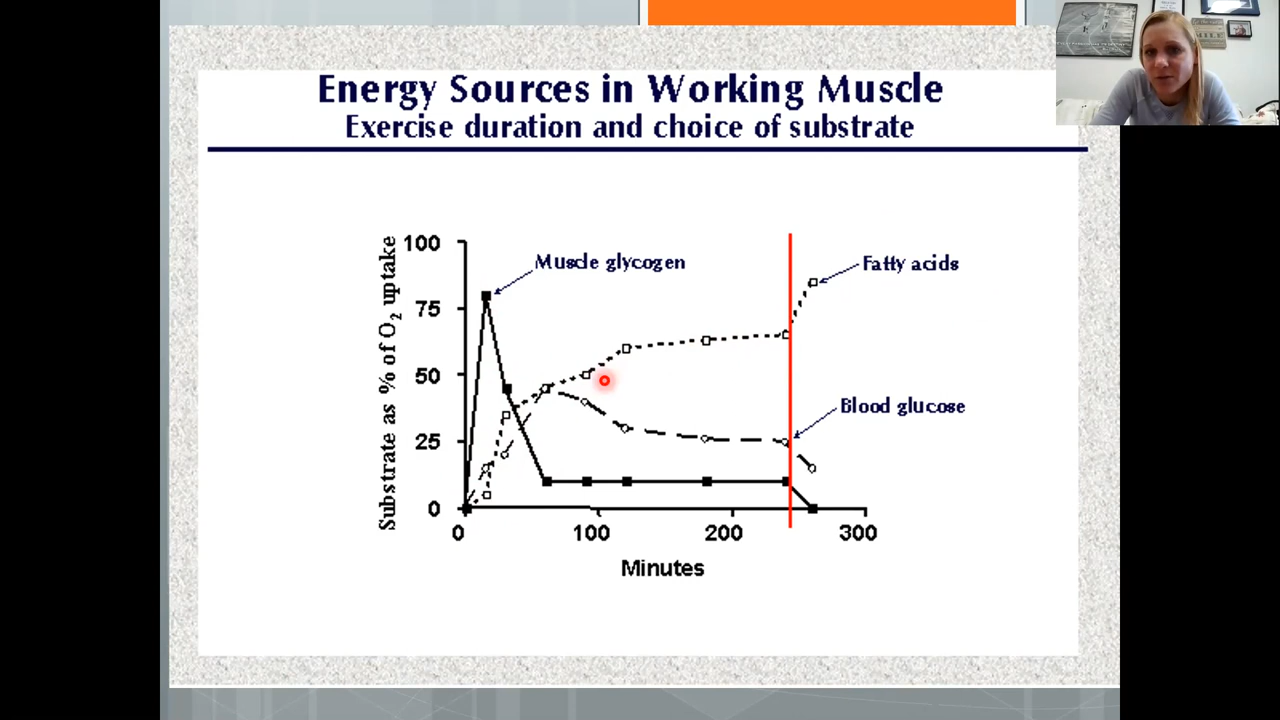 Energy Sources in Working Muscle
Exercise duration and choice of substrate
Substrate as % of O2 uptake
100
75
50
25
0
Muscle glycogen
Fatty acids
Blood glucose
0 100 200 300
Minutes